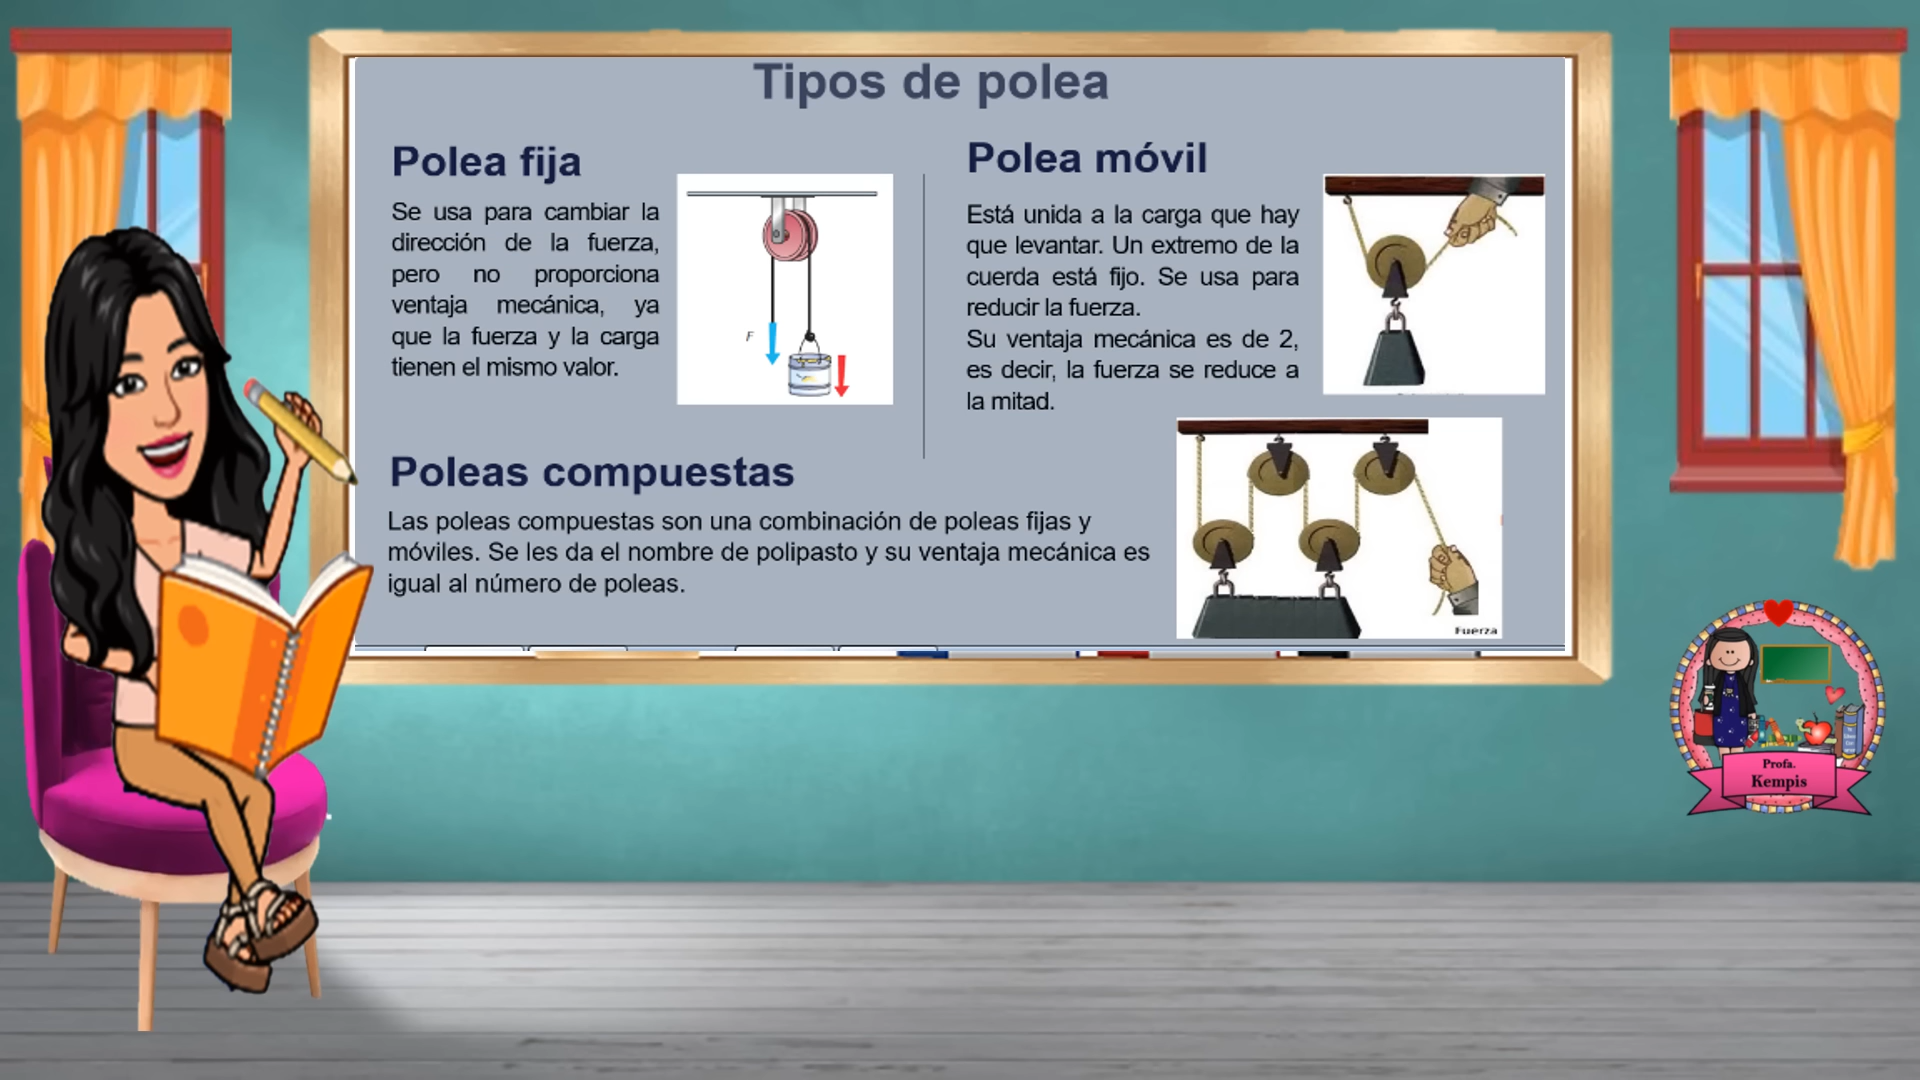 Tipos de polea
Polea fija
Se usa para cambiar la
dirección de la fuerza,
pero no proporciona
ventaja mecánica, ya
que la fuerza y la carga
tienen el mismo valor.
F
Polea móvil
Está unida a la carga que hay
que levantar. Un extremo de la
cuerda está fijo. Se usa para
reducir la fuerza.
Su ventaja mecánica es de 2,
es decir, la fuerza se reduce a
la mitad.
Poleas compuestas
Las poleas compuestas son una combinación de poleas fijas y
móviles. Se les da el nombre de polipasto y su ventaja mecánica es
igual al número de poleas.
Fuerza
Profa.
Kempis